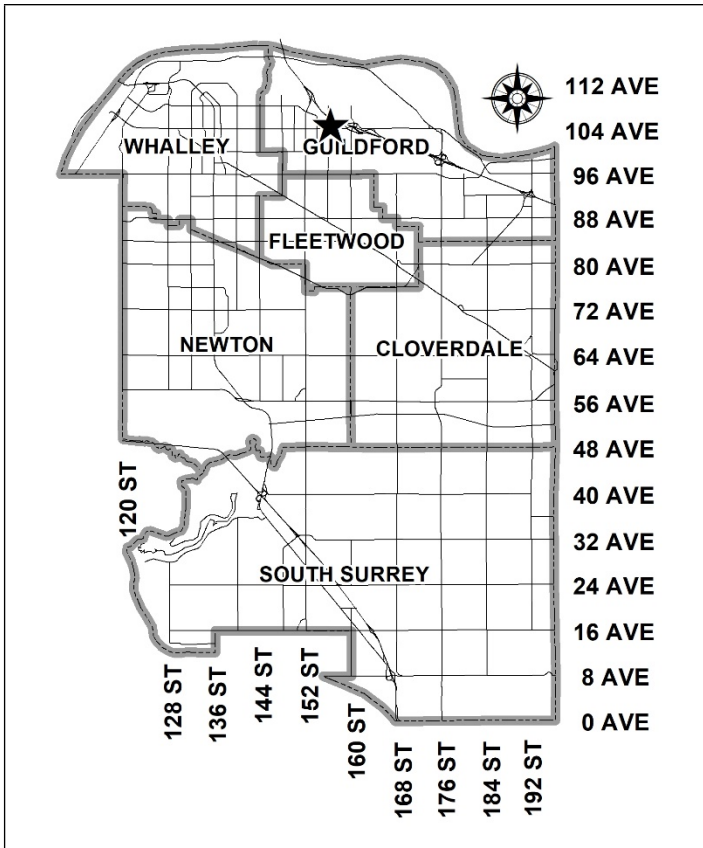 112 AVE
104 AVE
WHALLEY
GUILDFORD
96 AVE
88 AVE
FLEETWOOD
80 AVE
72 AVE
NEWTON
CLOVERDALE
64 AVE
56 AVE
48 AVE
120 ST
40 AVE
32 AVE
SOUTH SURREY
24 AVE
16 AVE
8 AVE
0 AVE
128 ST
136 ST
144 ST
152 ST
160 ST
168 ST
176 ST
184 ST
192 ST